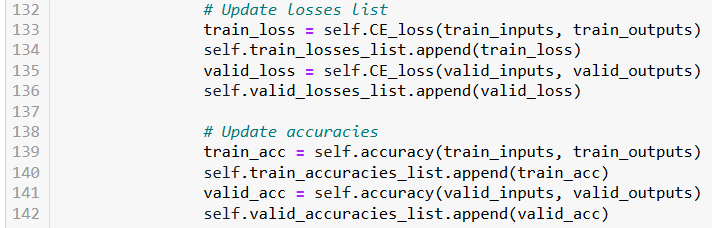 132 # Update losses list
133 train_loss = self.CE_loss(train_inputs, train_outputs)
134 self.train_losses_list.append(train_loss)
135 valid_loss = self.CE_loss(valid_inputs, valid_outputs)
136 self.valid_losses_list.append(valid_loss)
137
138 # Update accuracies
139 train_acc = self.accuracy(train_inputs, train_outputs)
140 self.train_accuracies_list.append(train_acc)
141 valid_acc = self.accuracy(valid_inputs, valid_outputs)
142 self.valid_accuracies_list.append(valid_acc)